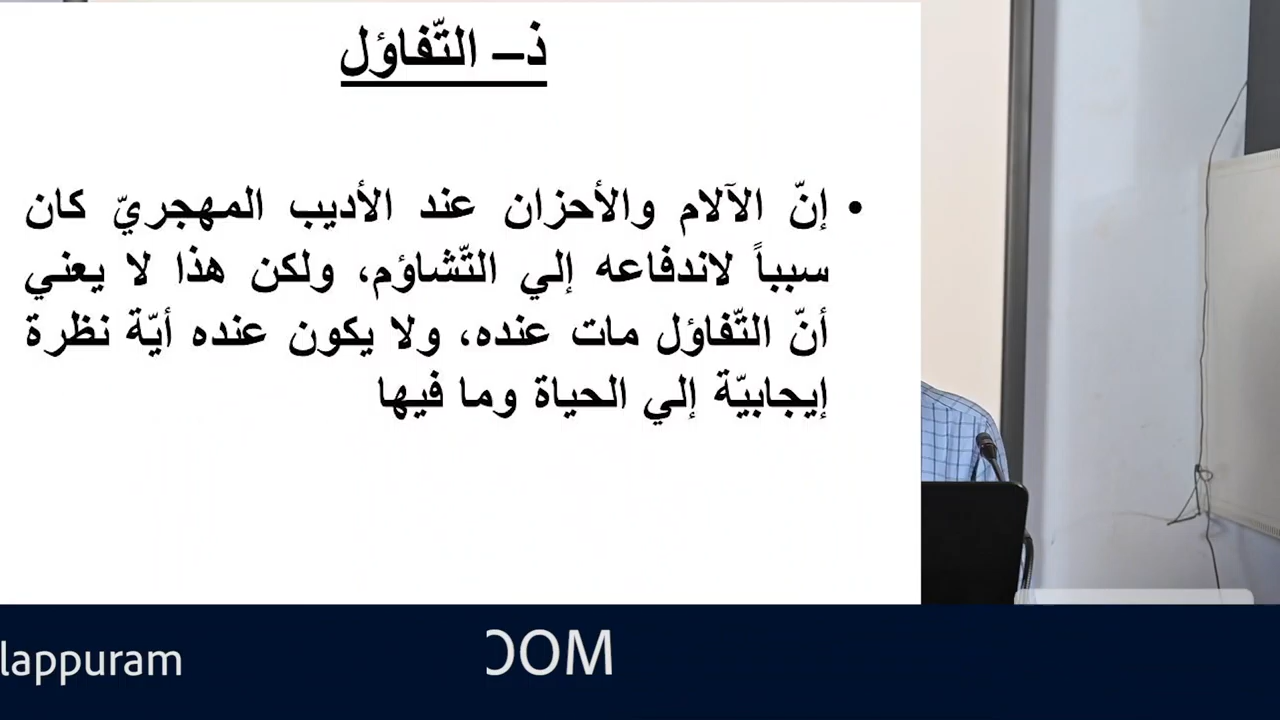 ذ– التّفاؤل
• إنّ الآلام والأحزان عند الأديب المهجريّ كان
سبباً لاندفاعه إلي التّشاؤم، ولكن هذا لا يعني
أنّ التّفاؤل مات عنده، ولا يكون عنده أيّة نظرة
إيجابيّة إلي الحياة وما فيها
lappuram
OOM